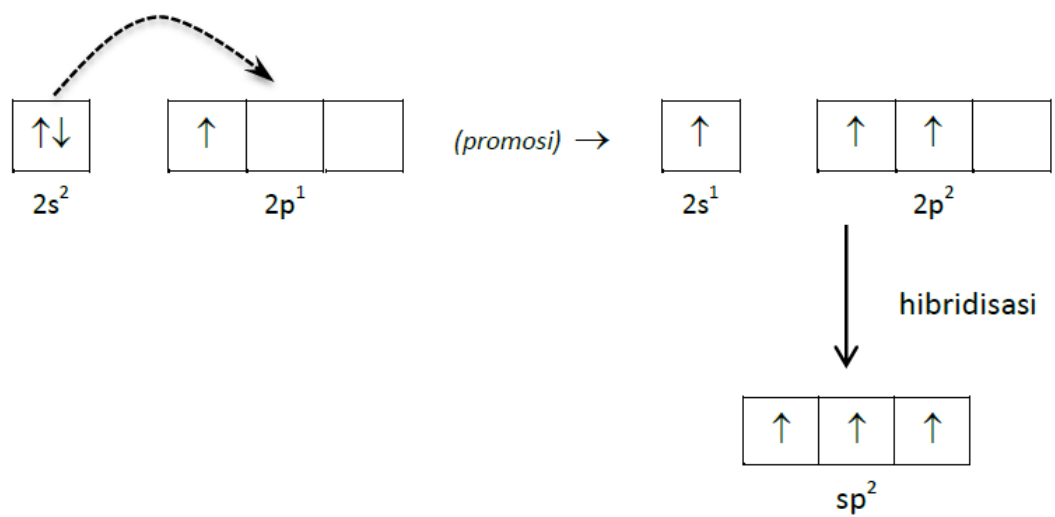 ↑↓ ↑ (promosi) → ↑ ↑ ↑
2s² 2p¹ 2s¹ 2p²
hibridisasi
↑ ↑ ↑
sp²